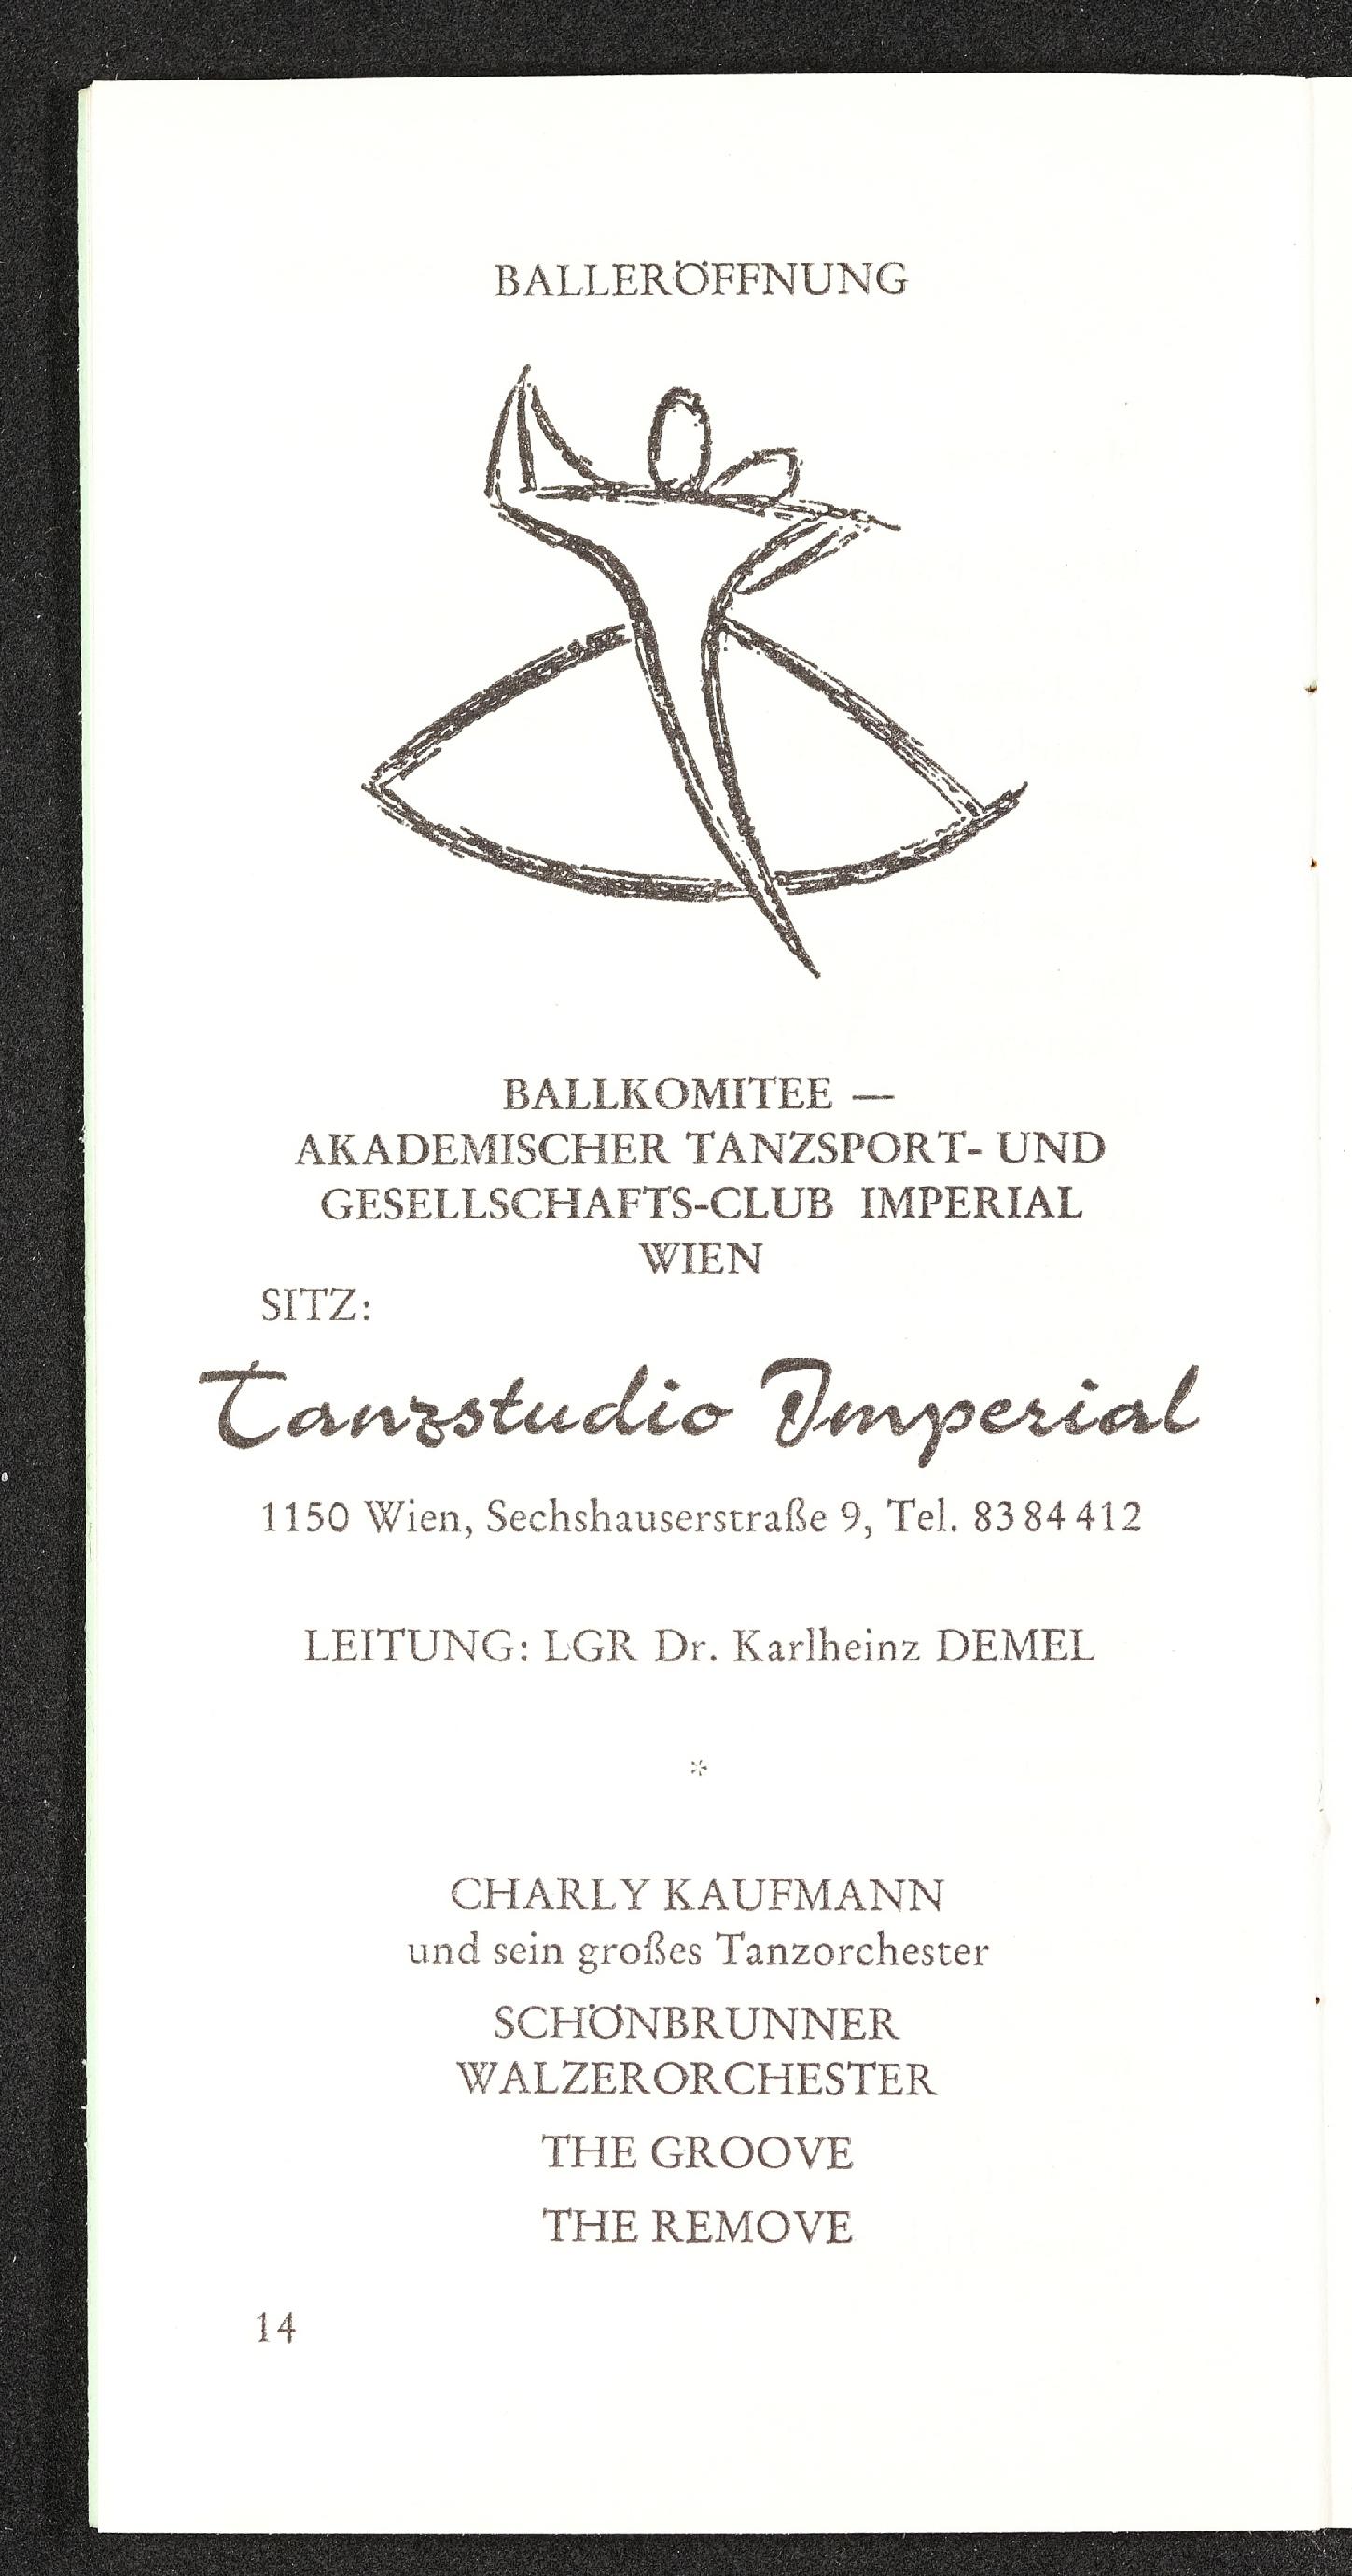 BALLERÖFFNUNG
BALLKOMITEE —
AKADEMISCHER TANZSPORT- UND
GESELLSCHAFTS-CLUB IMPERIAL
WIEN
SITZ:
Tanzstudio Imperial
1150 Wien, Sechshauserstraße 9, Tel. 83 84 412
LEITUNG: LGR Dr. Karlheinz DEMEL
*
CHARLY KAUFMANN
und sein großes Tanzorchester
SCHÖNBRUNNER
WALZERORCHESTER
THE GROOVE
THE REMOVE
14